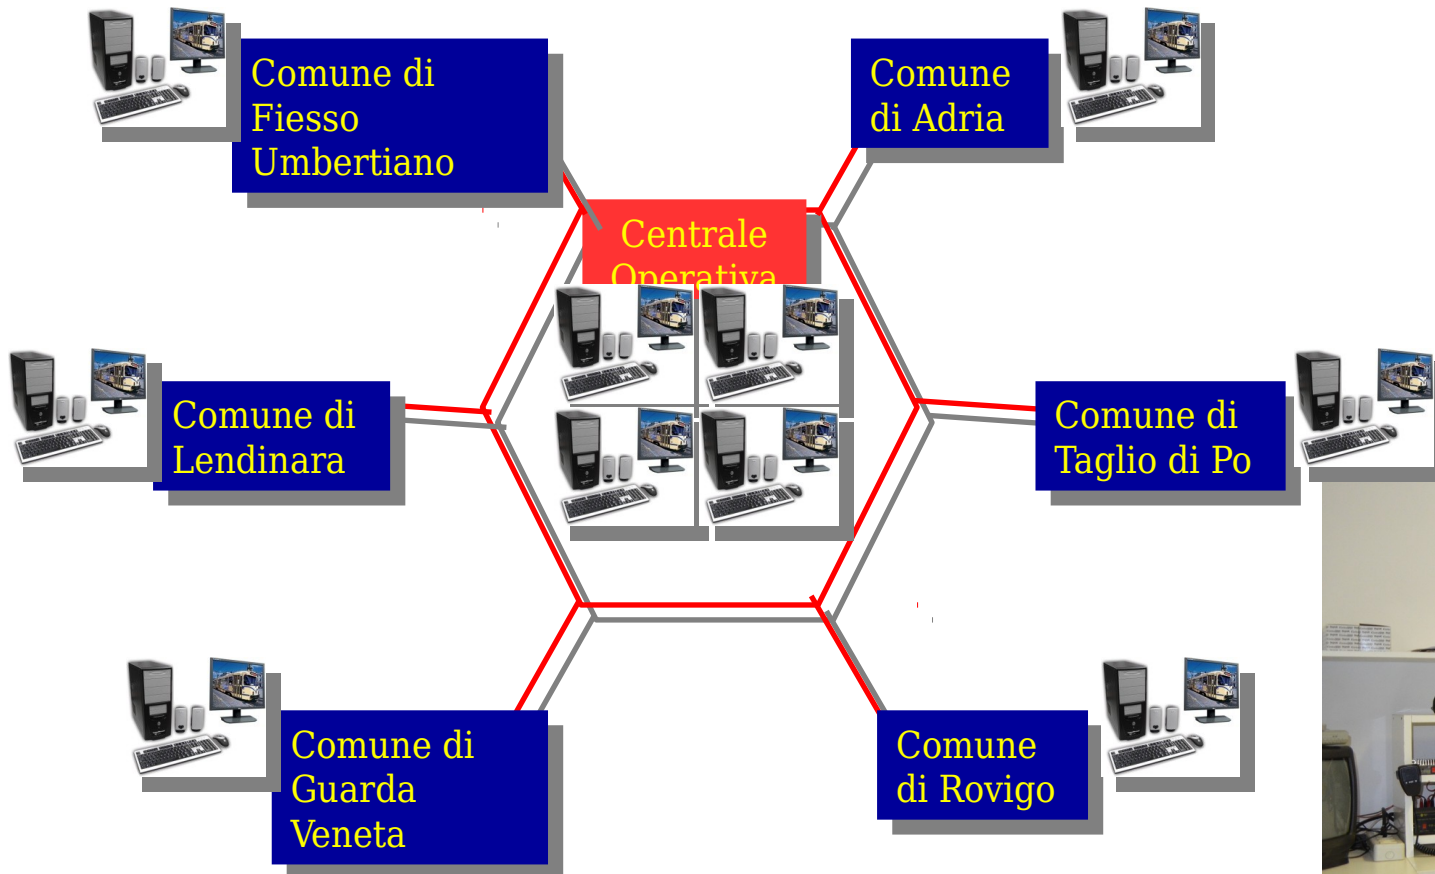 Comune di
Fiesso
Umbertiano
Comune
di Adria
Centrale
Operativa
Comune di
Lendinara
Comune di
Taglio di Po
Comune di
Guarda
Veneta
Comune
di Rovigo